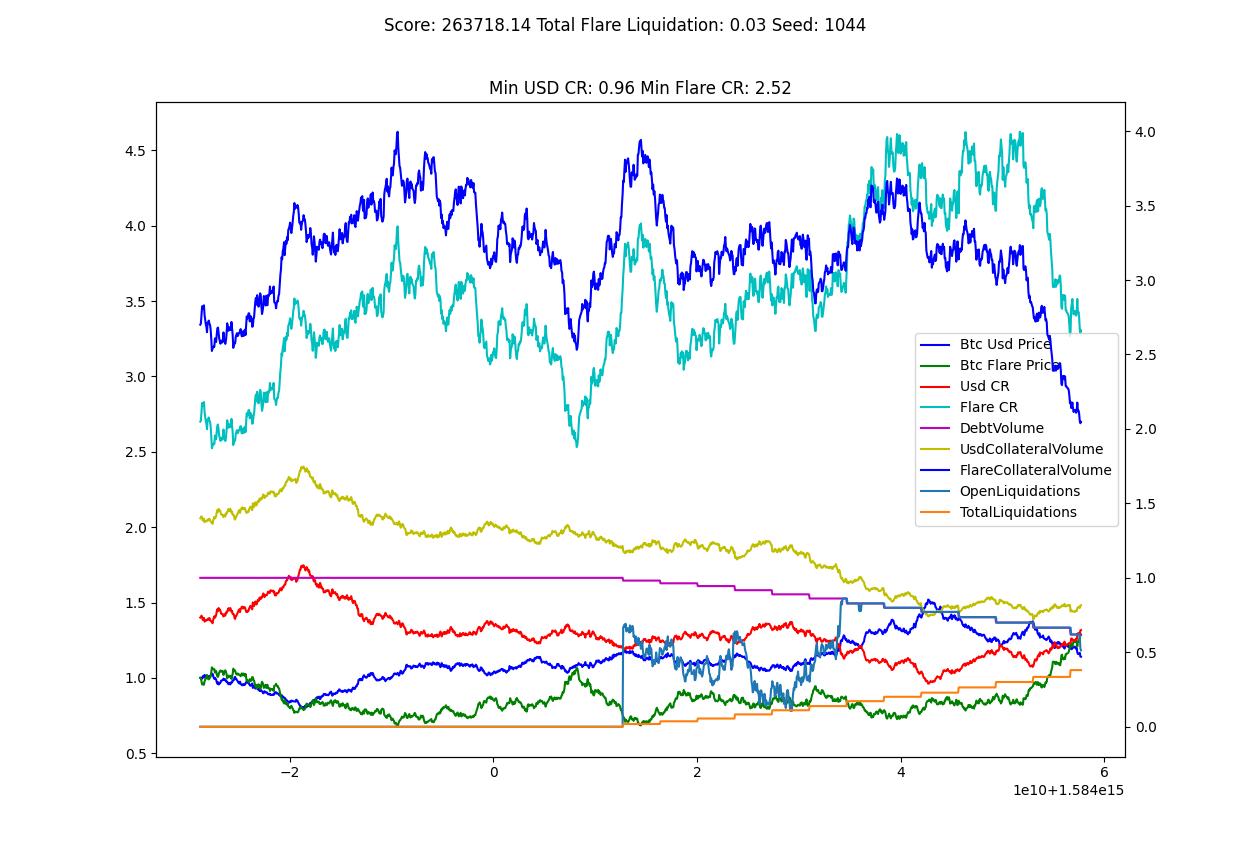 Score: 263718.14 Total Flare Liquidation: 0.03 Seed: 1044
Min USD CR: 0.96 Min Flare CR: 2.52
4.5
4.0
3.5
3.0
2.5
2.0
1.5
1.0
0.5
4.0
3.5
3.0
2.5
2.0
1.5
1.0
0.5
0.0
Btc Usd Price
Btc Flare Price
Usd CR
Flare CR
DebtVolume
UsdCollateralVolume
FlareCollateralVolume
OpenLiquidations
TotalLiquidations
−2 0 2 4 6
1e10+1.584e15